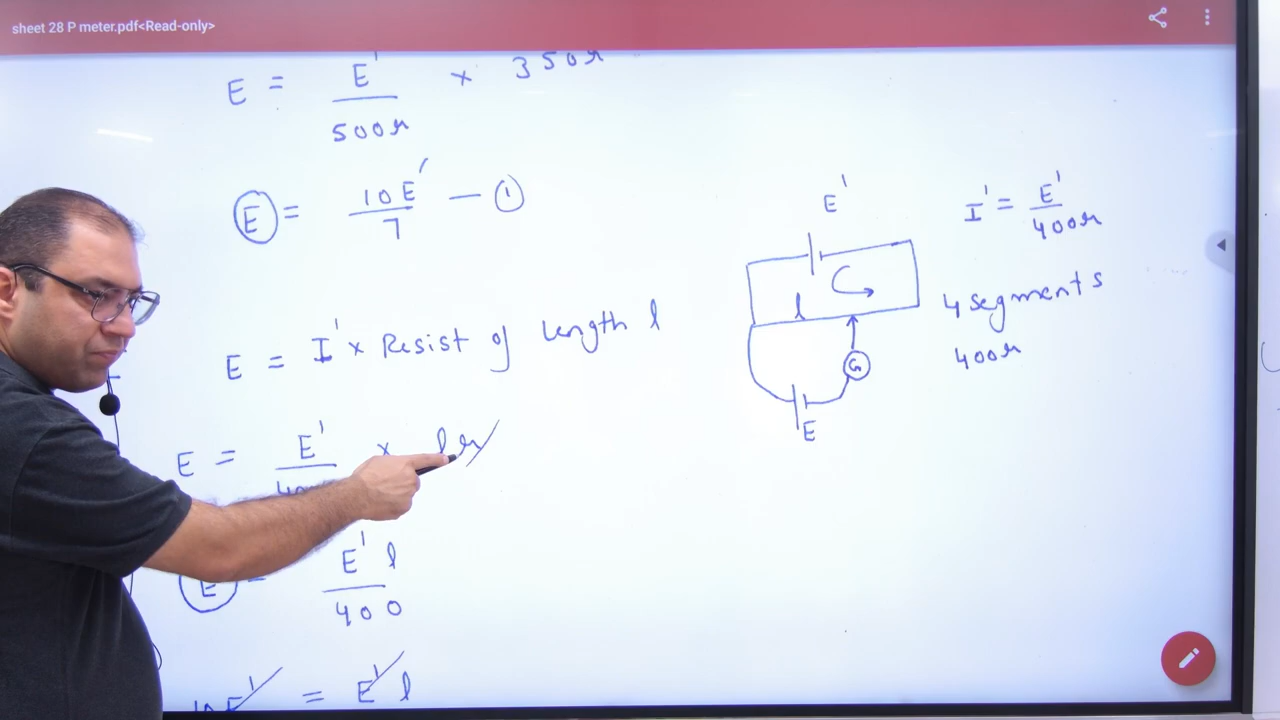 sheet 28 P meter.pdf<Read-only>
E = E' / 500r × 350r
E = 10E' / 7 — ①
E = I' × Resist of length l
E = E' / × lr
E = E' l / 400
= E' l
E'
I' = E' / 400r
l
4 segments
400r
G
E